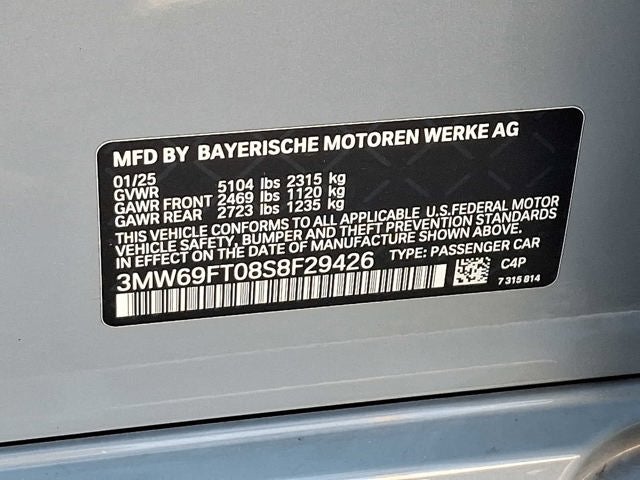 MFD BY BAYERISCHE MOTOREN WERKE AG
01/25
GVWR 5104 lbs 2315 kg
GAWR FRONT 2469 lbs 1120 kg
GAWR REAR 2723 lbs 1235 kg
THIS VEHICLE CONFORMS TO ALL APPLICABLE U.S.FEDERAL MOTOR
VEHICLE SAFETY, BUMPER AND THEFT PREVENTION STANDARDS
IN EFFECT ON THE DATE OF MANUFACTURE SHOWN ABOVE.
3MW69FT08S8F29426 TYPE: PASSENGER CAR
C4P
7 315 814